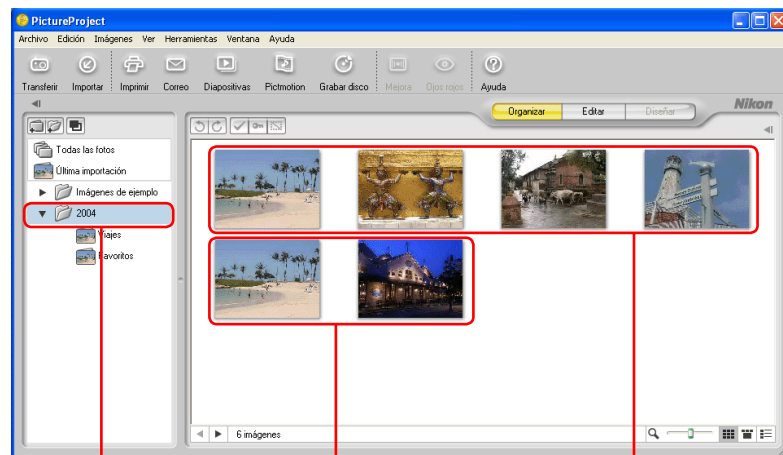 PictureProject
Archivo Edición Imágenes Ver Herramientas Ventana Ayuda
Transferir Importar Imprimir Correo Diapositivas Pictmotion Grabar disco Mejora Ojos rojos Ayuda
Organizar Editar Diseñar Nikon
Todas las fotos
Última importación
Imágenes de ejemplo
2004
Viajes
Favoritos
6 imágenes